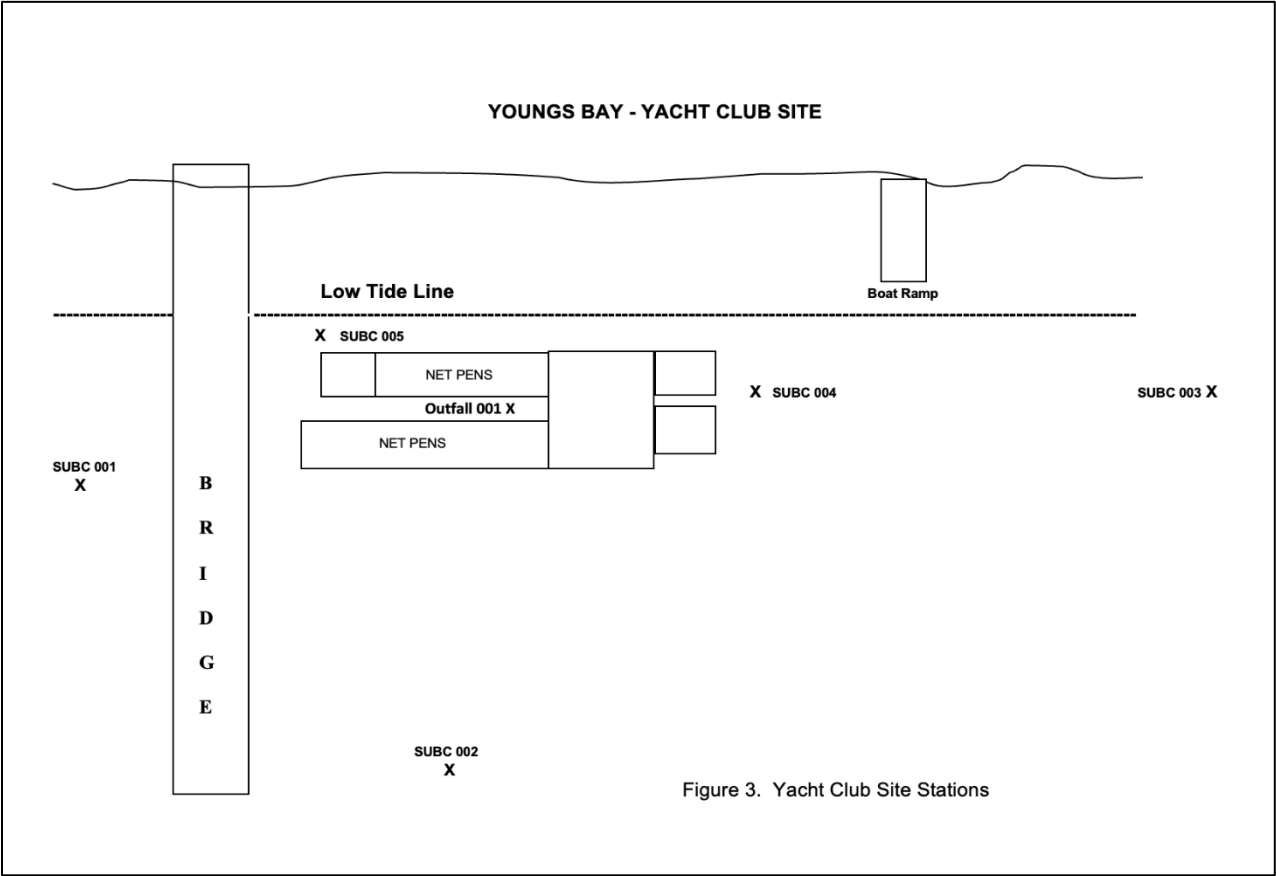 YOUNGS BAY - YACHT CLUB SITE
Low Tide Line
Boat Ramp
X SUBC 005
NET PENS
X SUBC 004
SUBC 003 X
Outfall 001 X
NET PENS
SUBC 001
X
B
R
I
D
G
E
SUBC 002
X
Figure 3. Yacht Club Site Stations